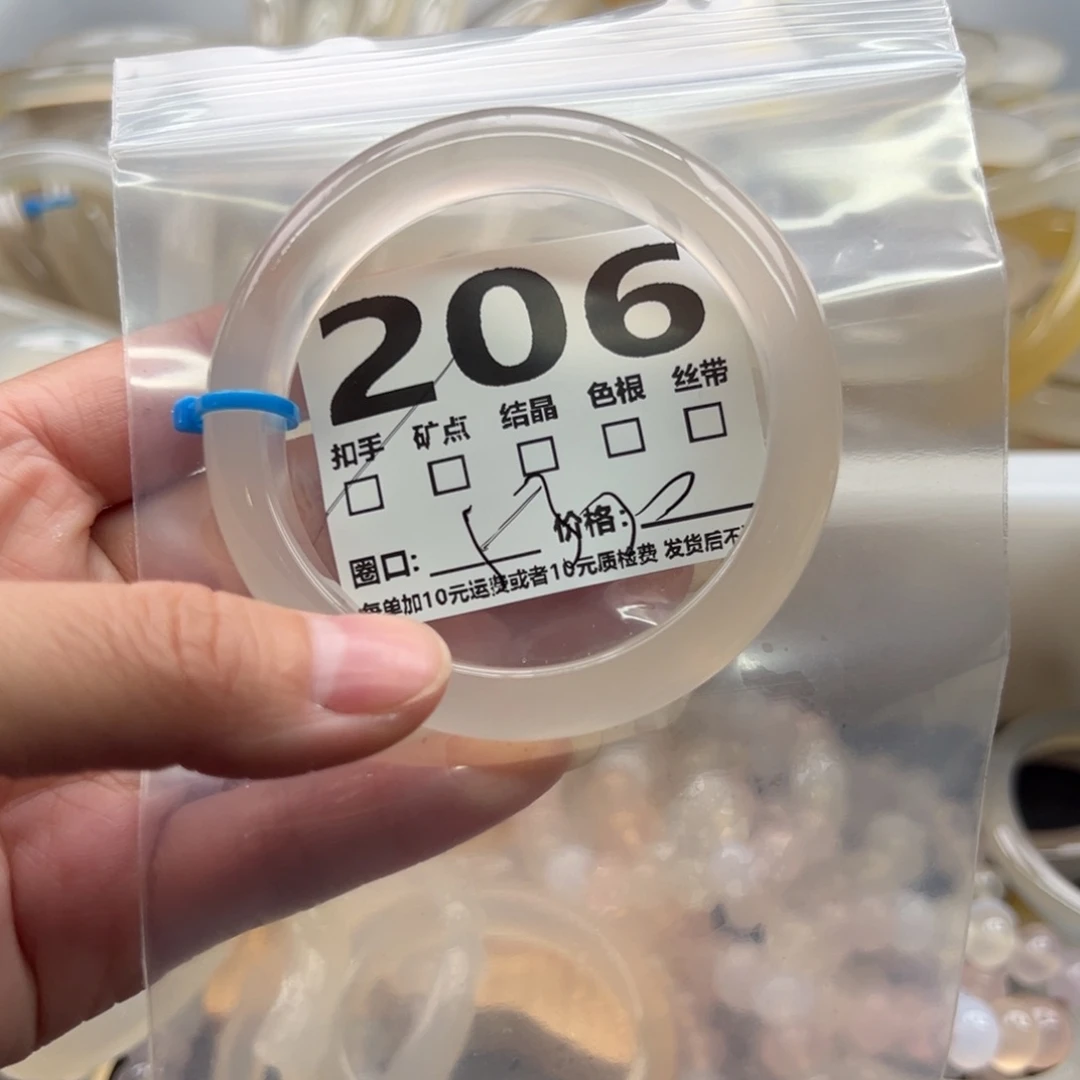 206
扣手 矿点 结晶 色根 丝带
圈口: 价格:
每单加10元运费或者10元质检费 发货后不